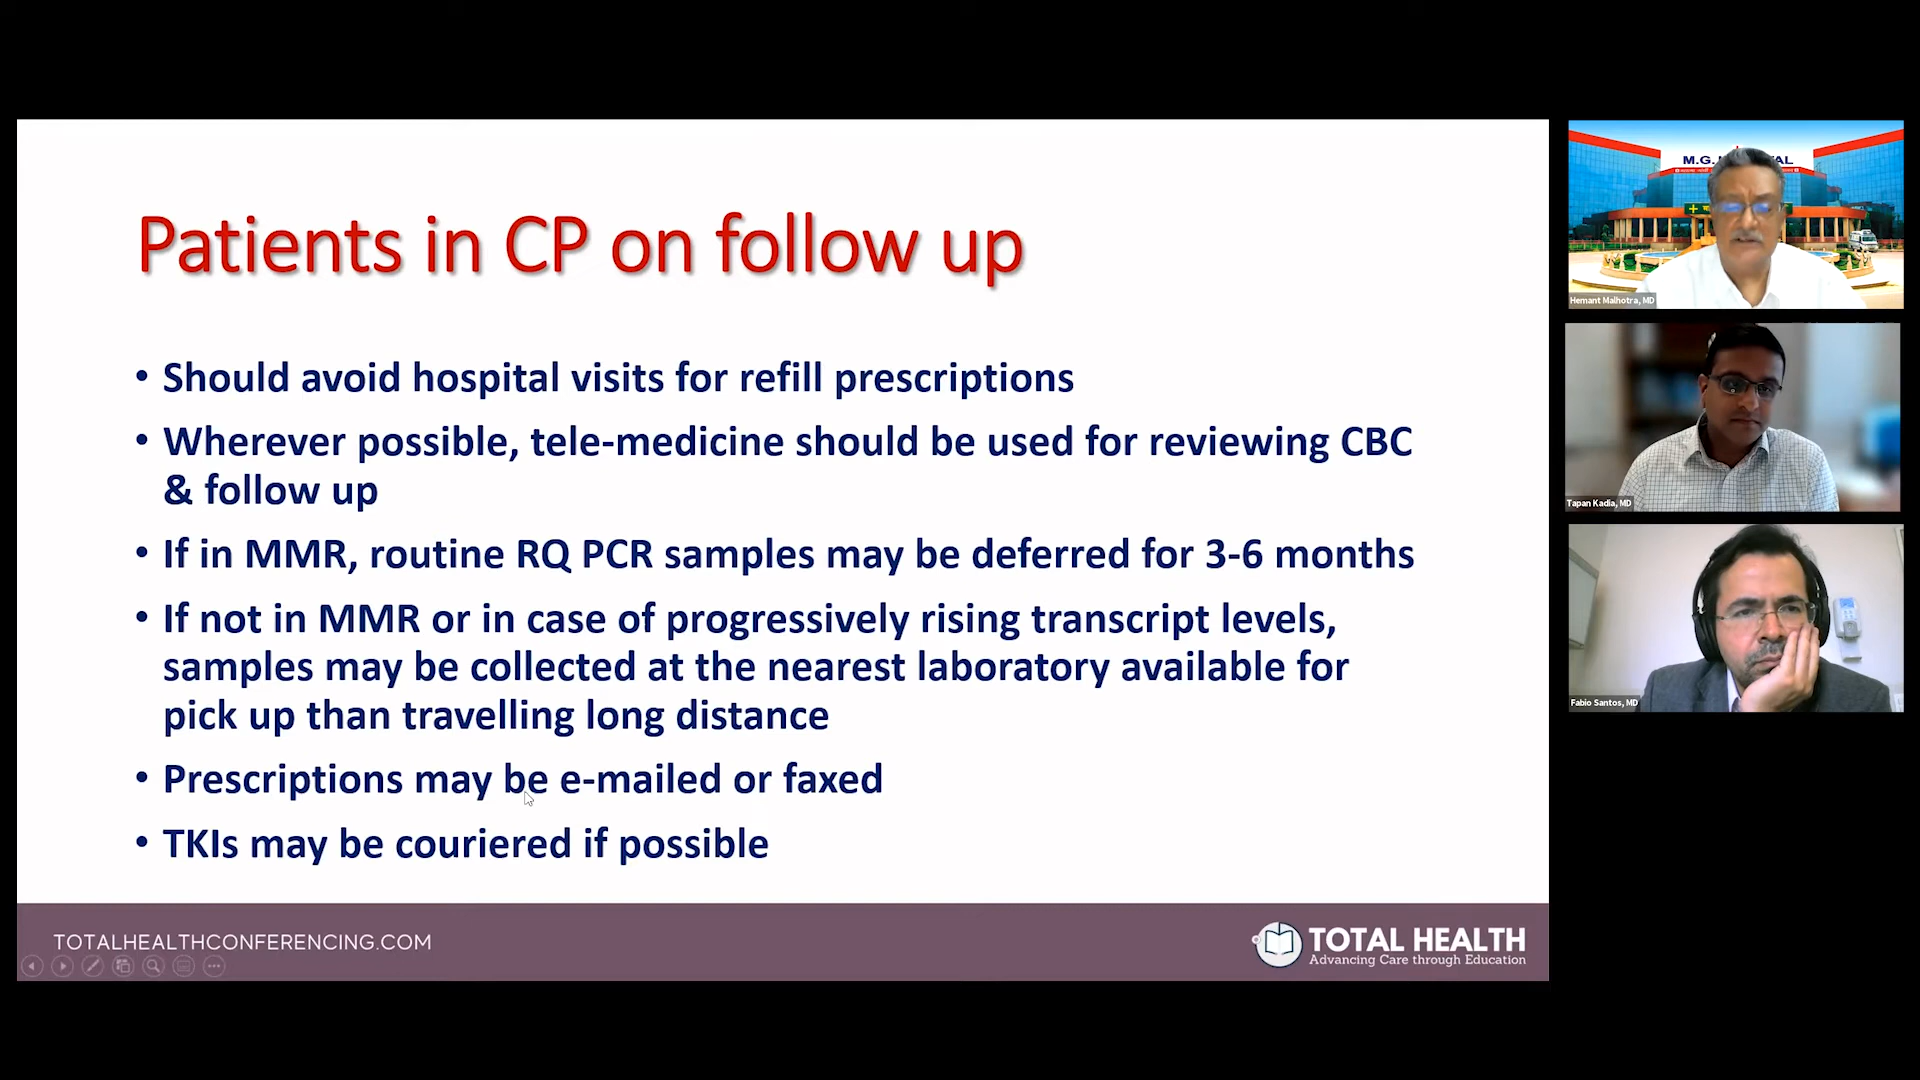 Patients in CP on follow up
• Should avoid hospital visits for refill prescriptions
• Wherever possible, tele-medicine should be used for reviewing CBC
& follow up
• If in MMR, routine RQ PCR samples may be deferred for 3-6 months
• If not in MMR or in case of progressively rising transcript levels,
samples may be collected at the nearest laboratory available for
pick up than travelling long distance
• Prescriptions may be e-mailed or faxed
• TKIs may be couriered if possible
TOTALHEALTHCONFERENCING.COM
TOTAL HEALTH
Advancing Care through Education
M.G.
AL
Hemant Malhotra, MD
Tapan Kadia, MD
Fabio Santos, MD